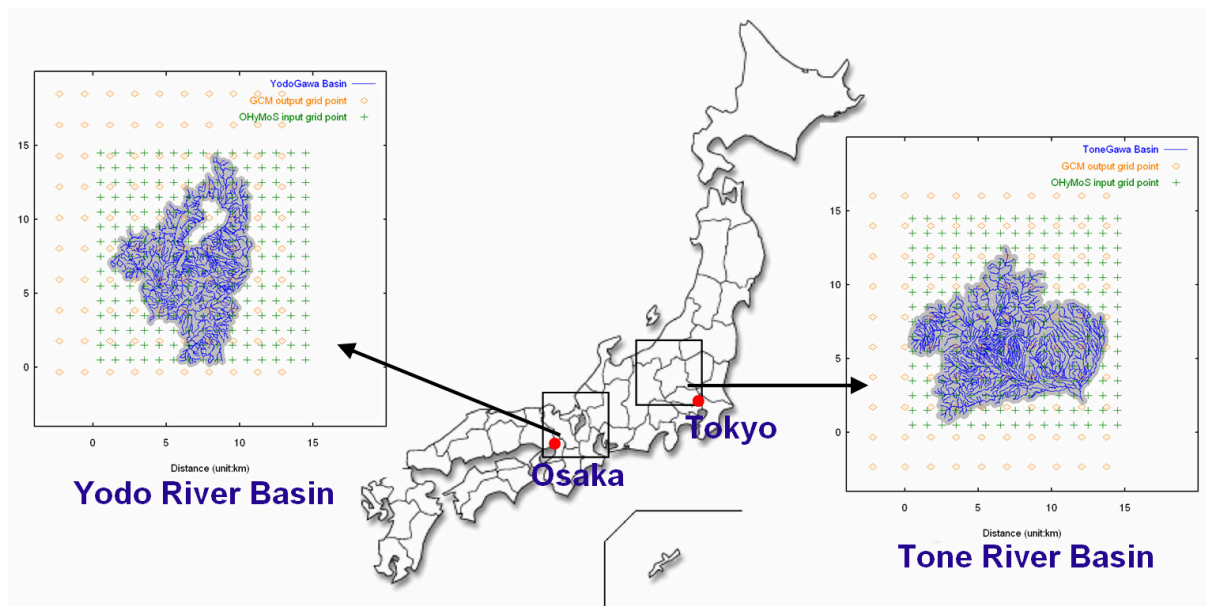 YodoGawa Basin
GCM output grid point
OHyMoS input grid point
15
10
5
0
0 5 10 15
Distance (unit:km)
Yodo River Basin
Osaka
Tokyo
ToneGawa Basin
GCM output grid point
OHyMoS input grid point
15
10
5
0
0 5 10 15
Distance (unit:km)
Tone River Basin